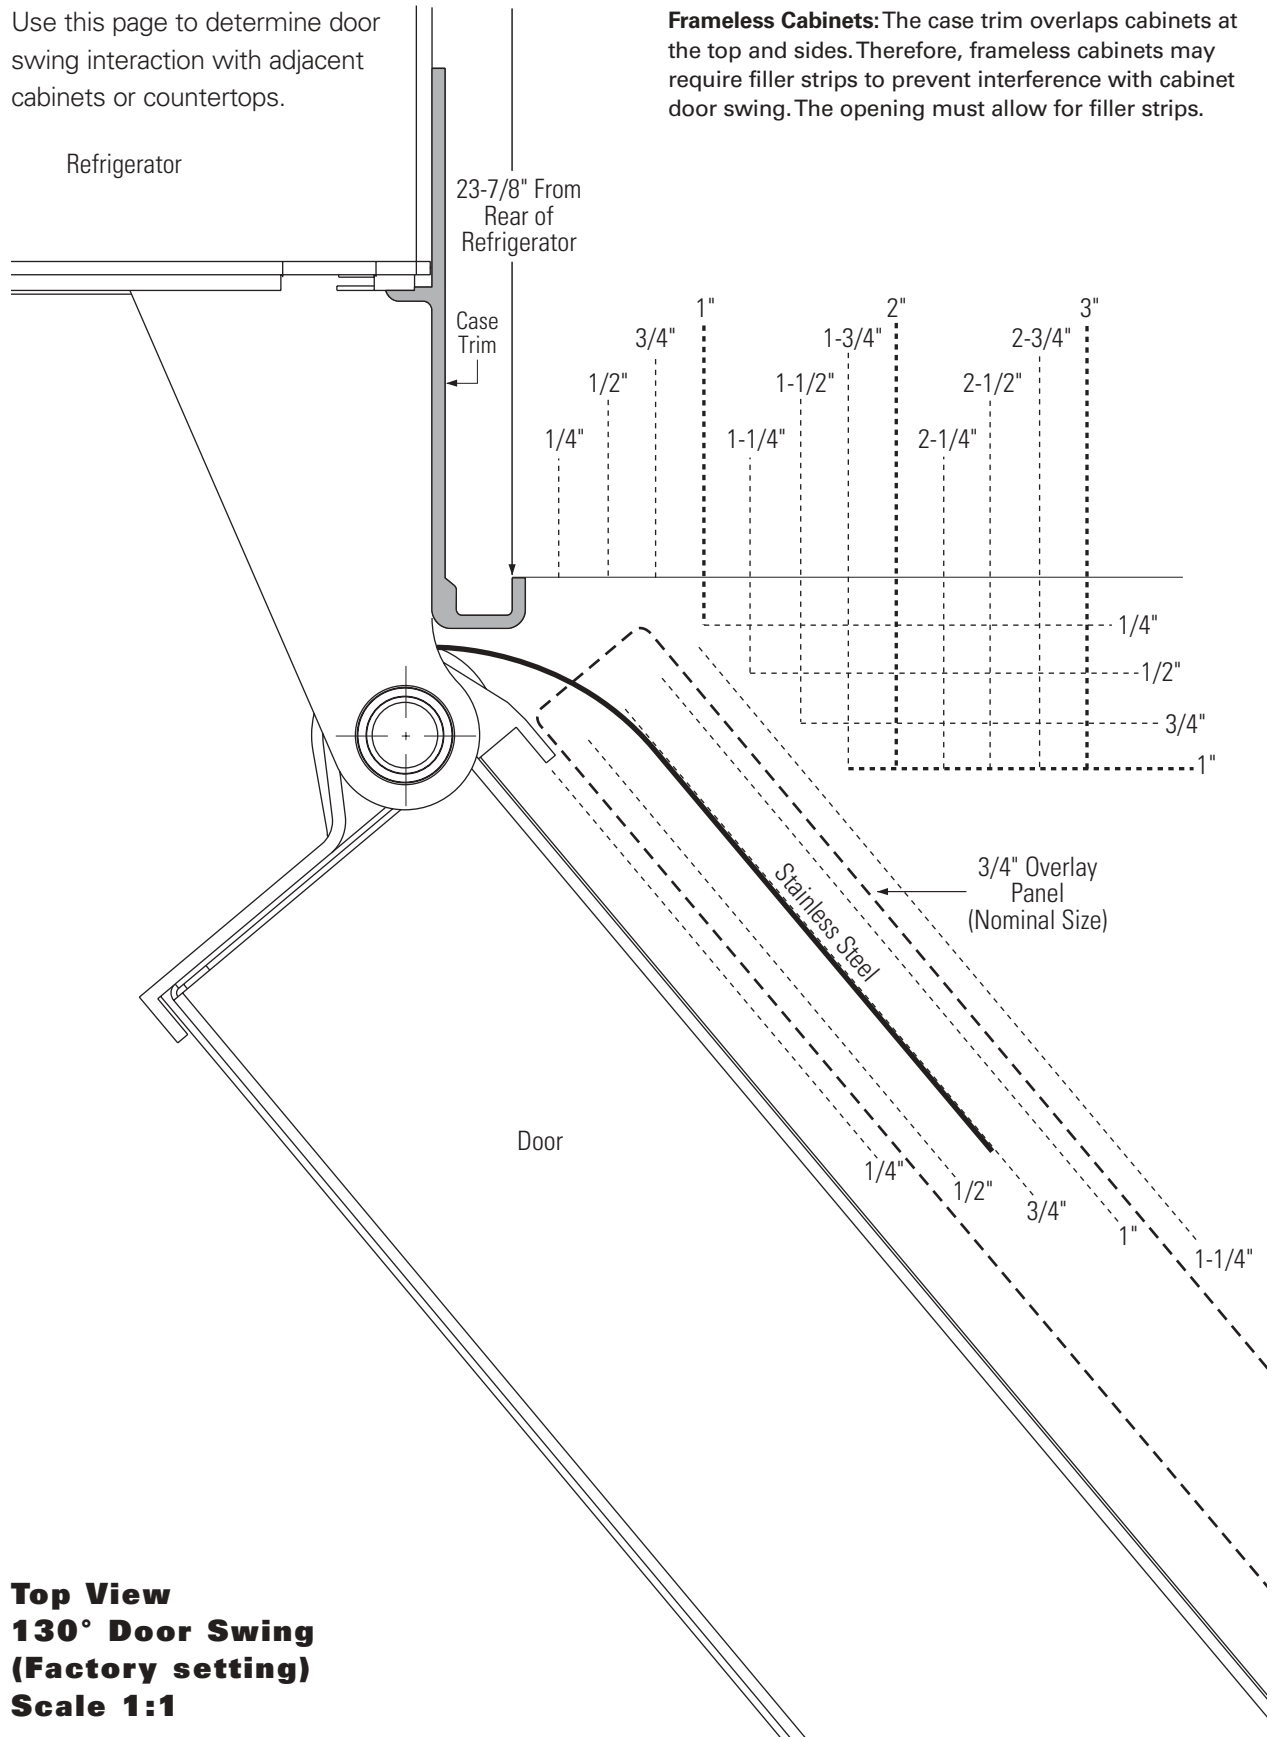 Use this page to determine door
swing interaction with adjacent
cabinets or countertops.
Frameless Cabinets: The case trim overlaps cabinets at
the top and sides. Therefore, frameless cabinets may
require filler strips to prevent interference with cabinet
door swing. The opening must allow for filler strips.
Refrigerator
23-7/8" From
Rear of
Refrigerator
Case
Trim
1/4"
1/2"
3/4"
1"
1-1/4"
1-1/2"
1-3/4"
2"
2-1/4"
2-1/2"
2-3/4"
3"
1/4"
1/2"
3/4"
1"
Stainless Steel
3/4" Overlay
Panel
(Nominal Size)
Door
1/4"
1/2"
3/4"
1"
1-1/4"
Top View
130° Door Swing
(Factory setting)
Scale 1:1